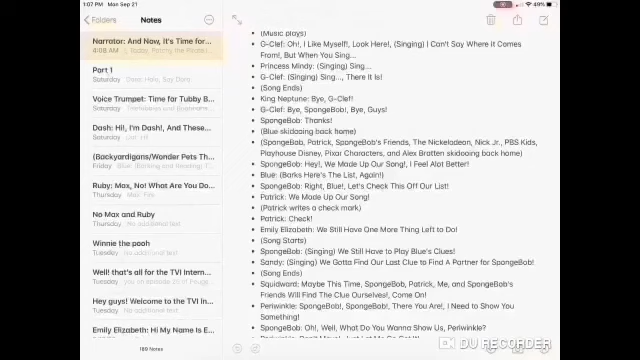 1:07 PM Mon Sep 21
Folders
Notes
Narrator: And Now, It's Time for...
4:08 AM Today, Patchy the Pirate
Part 1
Saturday Dear Halo, Say Dora
Voice Trumpet: Time for Tubby B...
Saturday
Dash: Hi!, I'm Dash!, And These...
Saturday
(Backyardigans/Wonder Pets Th...
Friday
Ruby: Max, No! What Are You Do...
Thursday
No Max and Ruby
Thursday No additional text
Winnie the pooh
Tuesday No additional text
Well! that's all for the TVI Intern...
Tuesday
Hey guys! Welcome to the TVI In...
Tuesday No additional text
Emily Elizabeth: Hi My Name Is E...
189 Notes
(Music plays)
• G-Clef: Oh!, I Like Myself!, Look Here!, (Singing) I Can't Say Where It Comes
From!, But When You Sing...
• Princess Mindy: (Singing) Sing...
• G-Clef: (Singing) Sing..., There It Is!
• (Song Ends)
• King Neptune: Bye, G-Clef!
• G-Clef: Bye, SpongeBob!, Bye, Guys!
• SpongeBob: Thanks!
• (Blue skidooing back home)
• (SpongeBob, Patrick, SpongeBob's Friends, The Nickelodeon, Nick Jr., PBS Kids,
Playhouse Disney, Pixar Characters, and Alex Bratten skidooing back home)
• SpongeBob: Hey!, We Made Up Our Song!, I Feel Alot Better!
• Blue: (Barks Here's The List, Again!)
• SpongeBob: Right, Blue!, Let's Check This Off Our List!
• Patrick: We Made Up Our Song!
• (Patrick writes a check mark)
• Patrick: Check!
• Emily Elizabeth: We Still Have One More Thing Left to Do!
• (Song Starts)
• SpongeBob: (Singing) We Still Have to Play Blue's Clues!
• Sandy: (Singing) We Gotta Find Our Last Clue to Find A Partner for SpongeBob!
• (Song Ends)
• Squidward: Maybe This Time, SpongeBob, Patrick, Me, and SpongeBob's
Friends Will Find The Clue Ourselves!, Come On!
• Periwinkle: SpongeBob!, SpongeBob!, There You Are!, I Need to Show You
Something!
• SpongeBob: Oh!, Well, What Do You Wanna Show Us, Periwinkle?
DU RECORDER